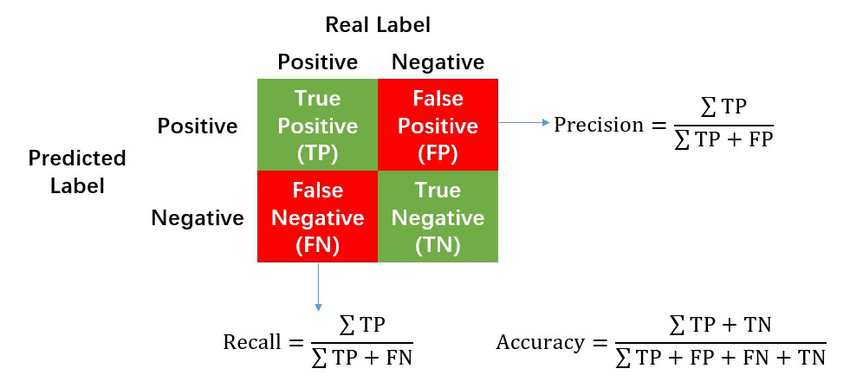 Real Label
Positive Negative
True Positive (TP)
False Positive (FP)
Positive
Predicted Label
Negative
False Negative (FN)
True Negative (TN)
Precision = ∑ TP / ∑ TP + FP
Recall = ∑ TP / ∑ TP + FN
Accuracy = ∑ TP + TN / ∑ TP + FP + FN + TN